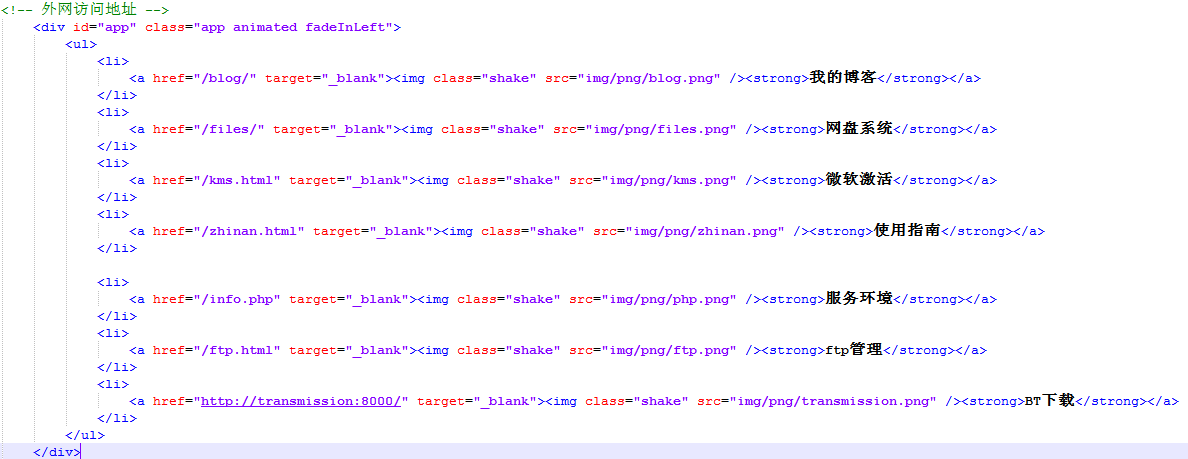 <!-- 外网访问地址 -->
<div id="app" class="app animated fadeInLeft">
<ul>
<li>
<a href="/blog/" target="_blank"><img class="shake" src="img/png/blog.png" /><strong>我的博客</strong></a>
</li>
<li>
<a href="/files/" target="_blank"><img class="shake" src="img/png/files.png" /><strong>网盘系统</strong></a>
</li>
<li>
<a href="/kms.html" target="_blank"><img class="shake" src="img/png/kms.png" /><strong>微软激活</strong></a>
</li>
<li>
<a href="/zhinan.html" target="_blank"><img class="shake" src="img/png/zhinan.png" /><strong>使用指南</strong></a>
</li>
<li>
<a href="/info.php" target="_blank"><img class="shake" src="img/png/php.png" /><strong>服务环境</strong></a>
</li>
<li>
<a href="/ftp.html" target="_blank"><img class="shake" src="img/png/ftp.png" /><strong>ftp管理</strong></a>
</li>
<li>
<a href="http://transmission:8000/" target="_blank"><img class="shake" src="img/png/transmission.png" /><strong>BT下载</strong></a>
</li>
</ul>
</div>